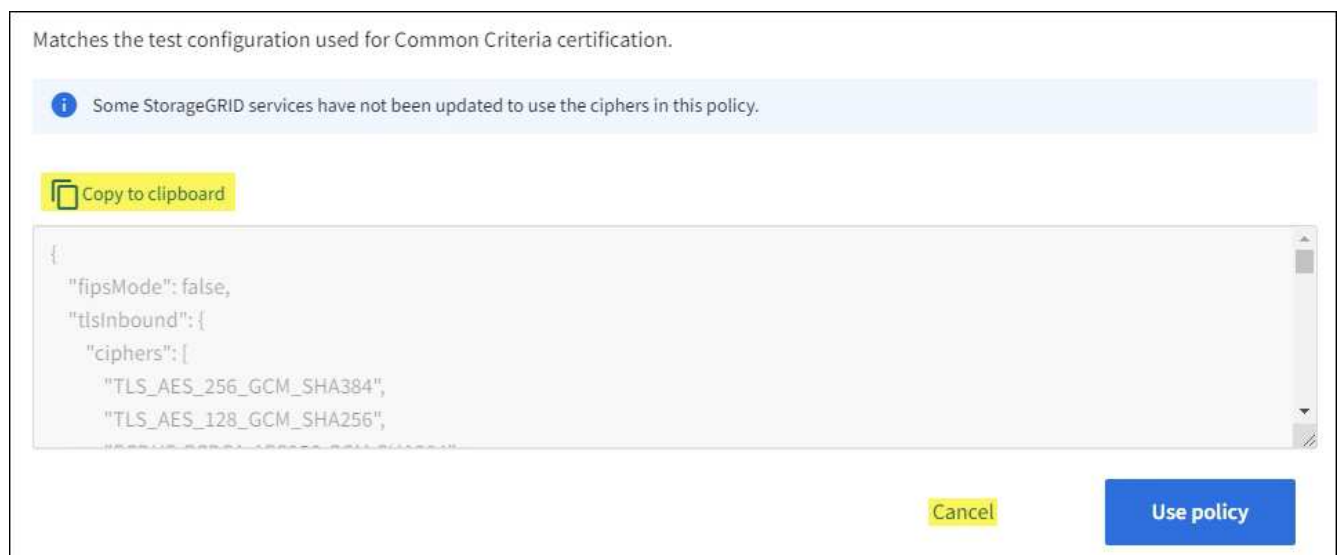 Matches the test configuration used for Common Criteria certification.
Some StorageGRID services have not been updated to use the ciphers in this policy.
Copy to clipboard
{
"fipsMode": false,
"tlsInbound": {
"ciphers": [
"TLS_AES_256_GCM_SHA384",
"TLS_AES_128_GCM_SHA256",
Cancel
Use policy